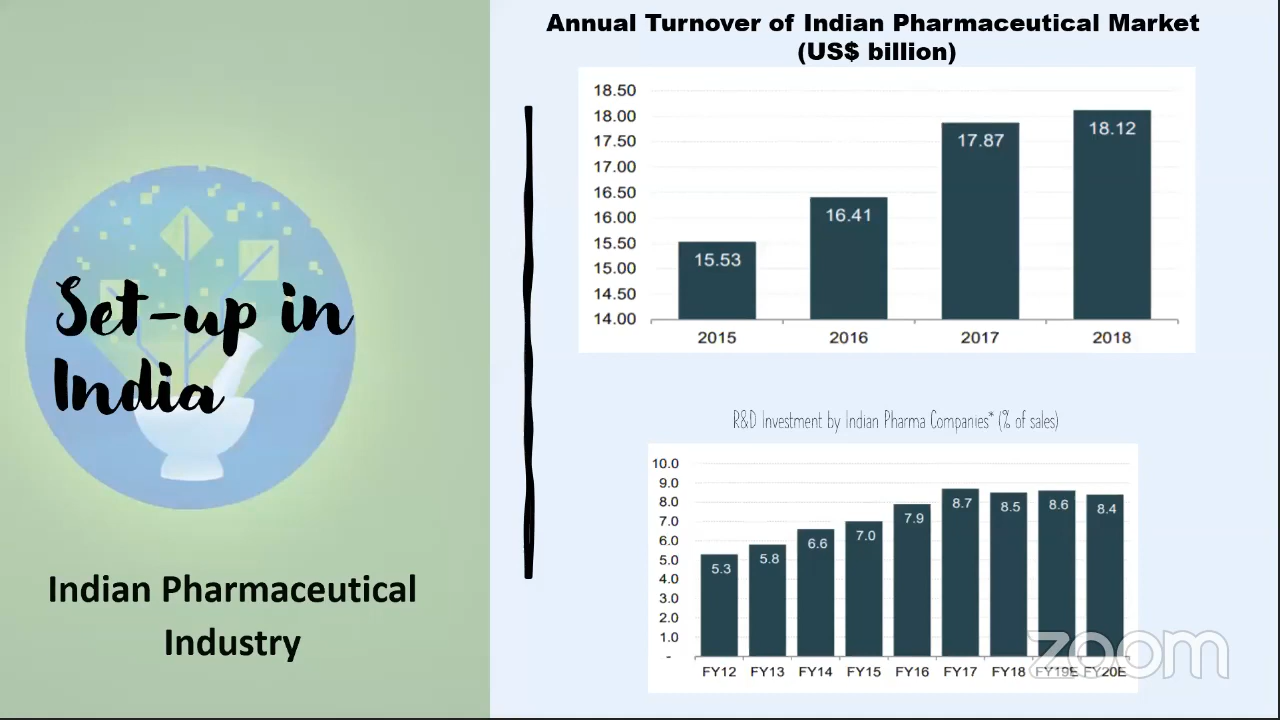 Set-up in
India
Indian Pharmaceutical
Industry
Annual Turnover of Indian Pharmaceutical Market
(US$ billion)
18.50
18.00
17.50
17.00
16.50
16.00
15.50
15.00
14.50
14.00
15.53
16.41
17.87
18.12
2015 2016 2017 2018
R&D Investment by Indian Pharma Companies* (% of sales)
10.0
9.0
8.0
7.0
6.0
5.0
4.0
3.0
2.0
1.0
-
5.3 5.8 6.6 7.0 7.9 8.7 8.5 8.6 8.4
FY12 FY13 FY14 FY15 FY16 FY17 FY18 FY19E FY20E
zoom